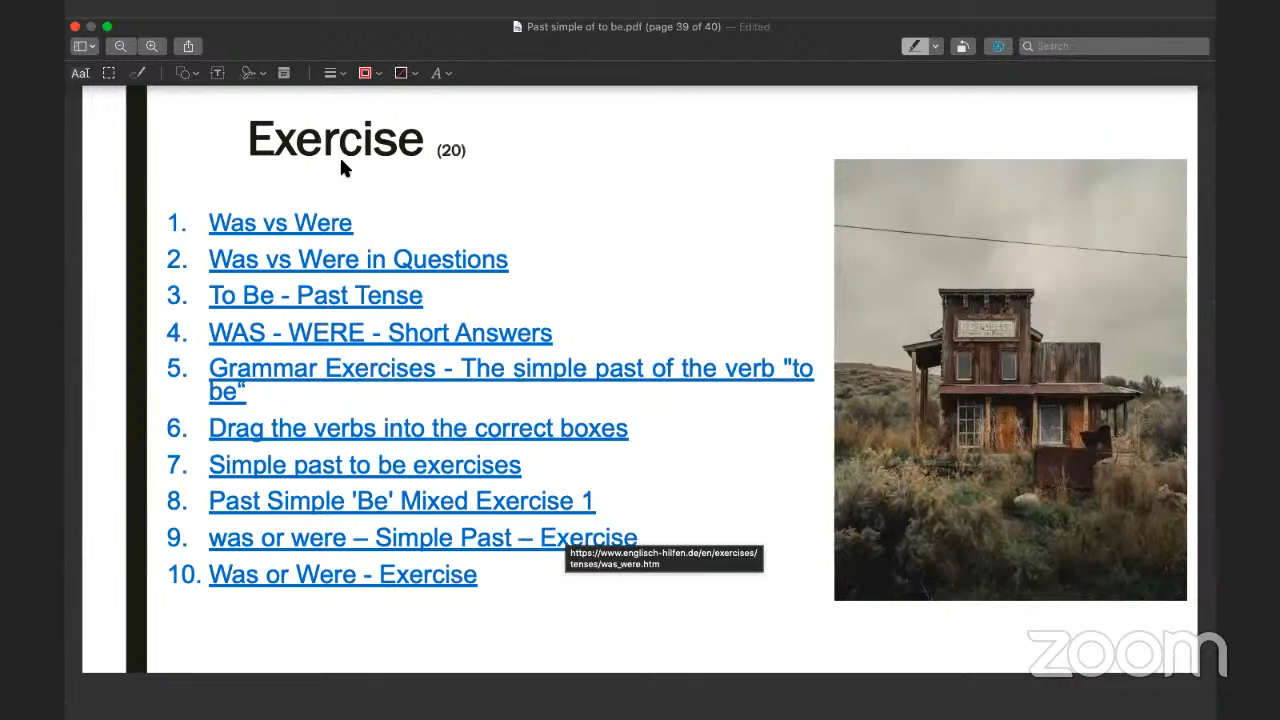 Past simple of to be.pdf (page 39 of 40) — Edited
Search
AaI
T
A
Exercise (20)
1. Was vs Were
2. Was vs Were in Questions
3. To Be - Past Tense
4. WAS - WERE - Short Answers
5. Grammar Exercises - The simple past of the verb "to
be“
6. Drag the verbs into the correct boxes
7. Simple past to be exercises
8. Past Simple 'Be' Mixed Exercise 1
9. was or were – Simple Past – Exercise
https://www.englisch-hilfen.de/en/exercises/
tenses/was_were.htm
10. Was or Were - Exercise
zoom